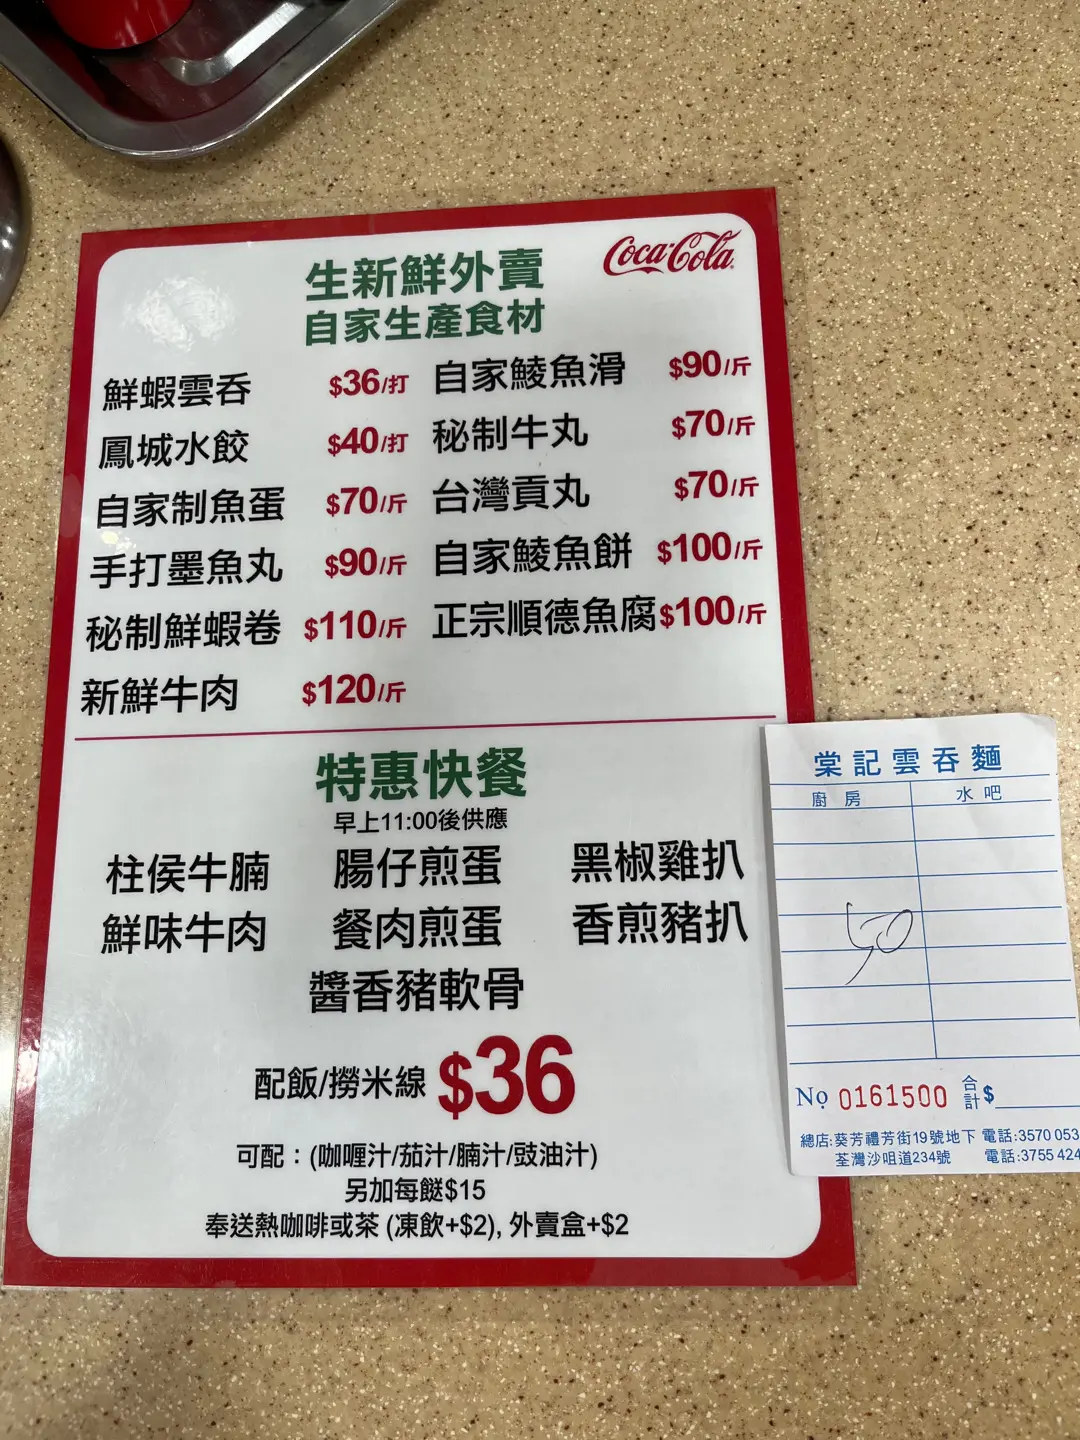 Coca-Cola
生新鮮外賣
自家生產食材
鮮蝦雲吞 $36/打
鳳城水餃 $40/打
自家制魚蛋 $70/斤
手打墨魚丸 $90/斤
秘制鮮蝦卷 $110/斤
新鮮牛肉 $120/斤
自家鯪魚滑 $90/斤
秘制牛丸 $70/斤
台灣貢丸 $70/斤
自家鯪魚餅 $100/斤
正宗順德魚腐 $100/斤
特惠快餐
早上11:00後供應
柱侯牛腩 腸仔煎蛋 黑椒雞扒
鮮味牛肉 餐肉煎蛋 香煎豬扒
醬香豬軟骨
配飯/撈米線 $36
可配：(咖喱汁/茄汁/腩汁/豉油汁)
另加每餸$15
奉送熱咖啡或茶 (凍飲+$2), 外賣盒+$2
棠記雲吞麵
廚房 水吧
50
No 0161500 合計 $
總店:葵芳禮芳街19號地下 電話:3570 053
荃灣沙咀道234號 電話:3755 424